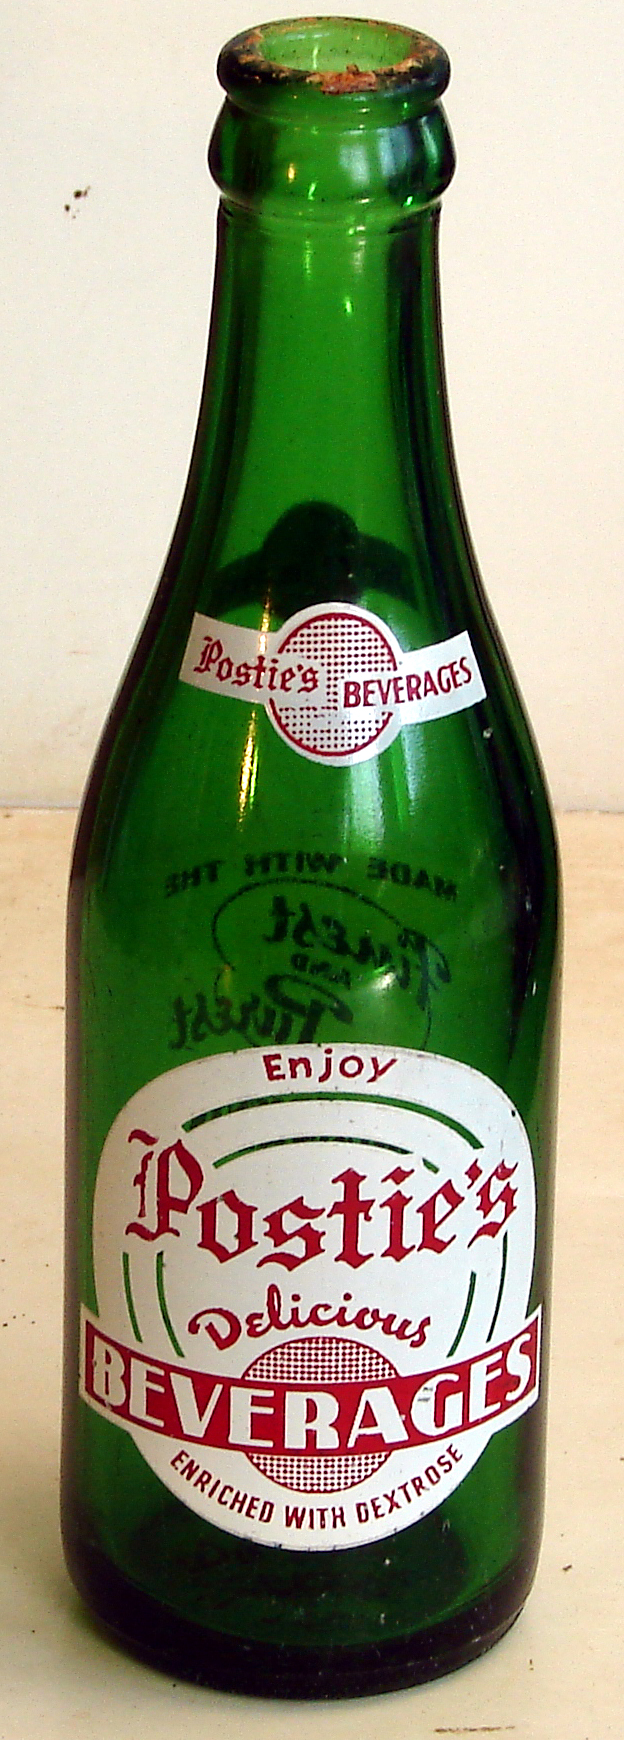 Postie's BEVERAGES
MADE WITH THE
Finest
AND
Purest
Enjoy
Postie's
Delicious
BEVERAGES
ENRICHED WITH DEXTROSE